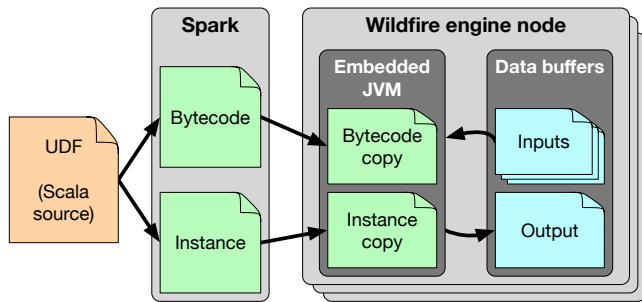 Spark
Wildfire engine node
Embedded
JVM
Data buffers
UDF
(Scala
source)
Bytecode
Bytecode
copy
Inputs
Instance
Instance
copy
Output